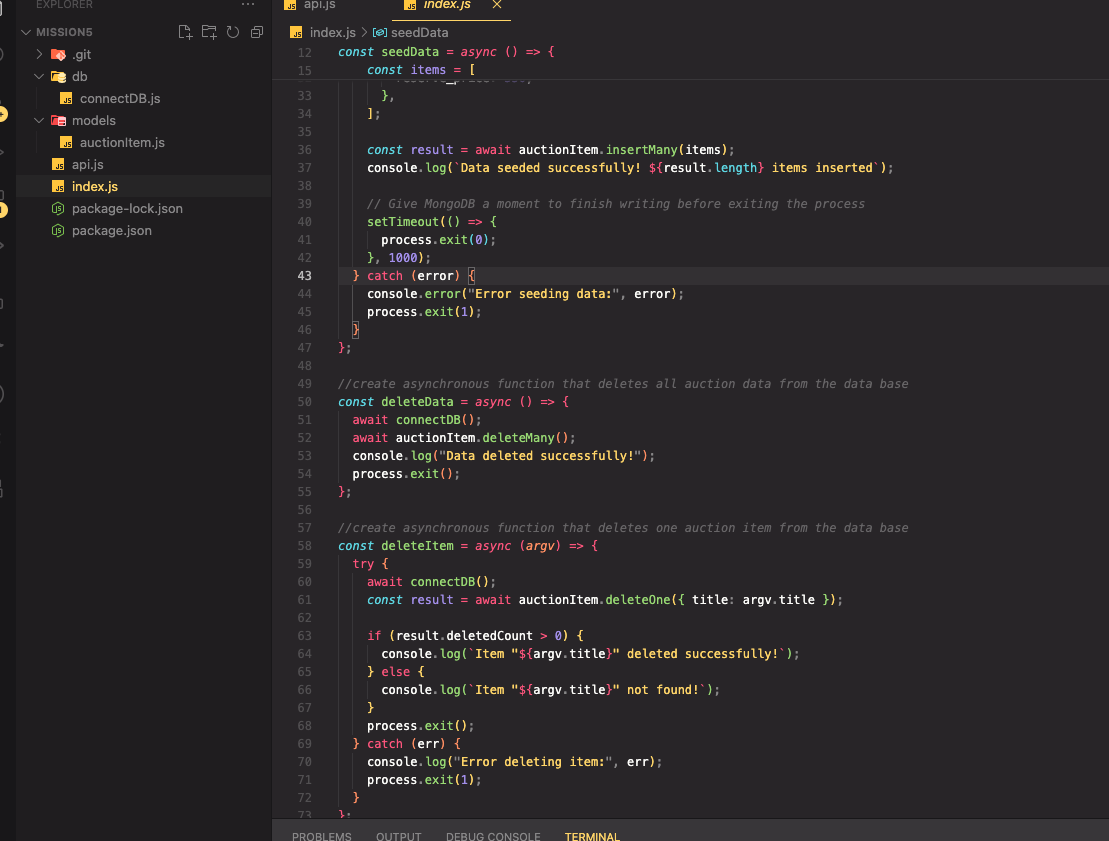 EXPLORER
MISSION5
.git
db
connectDB.js
models
auctionItem.js
api.js
index.js
package-lock.json
package.json
api.js
index.js
index.js > seedData
12 const seedData = async () => {
15 const items = [
33 },
34 ];
35
36 const result = await auctionItem.insertMany(items);
37 console.log(`Data seeded successfully! ${result.length} items inserted`);
38
39 // Give MongoDB a moment to finish writing before exiting the process
40 setTimeout(() => {
41 process.exit(0);
42 }, 1000);
43 } catch (error) {
44 console.error("Error seeding data:", error);
45 process.exit(1);
46 }
47 };
48
49 //create asynchronous function that deletes all auction data from the data base
50 const deleteData = async () => {
51 await connectDB();
52 await auctionItem.deleteMany();
53 console.log("Data deleted successfully!");
54 process.exit();
55 };
56
57 //create asynchronous function that deletes one auction item from the data base
58 const deleteItem = async (argv) => {
59 try {
60 await connectDB();
61 const result = await auctionItem.deleteOne({ title: argv.title });
62
63 if (result.deletedCount > 0) {
64 console.log(`Item "${argv.title}" deleted successfully!`);
65 } else {
66 console.log(`Item "${argv.title}" not found!`);
67 }
68 process.exit();
69 } catch (err) {
70 console.log("Error deleting item:", err);
71 process.exit(1);
72 }
73 };
PROBLEMS OUTPUT DEBUG CONSOLE TERMINAL